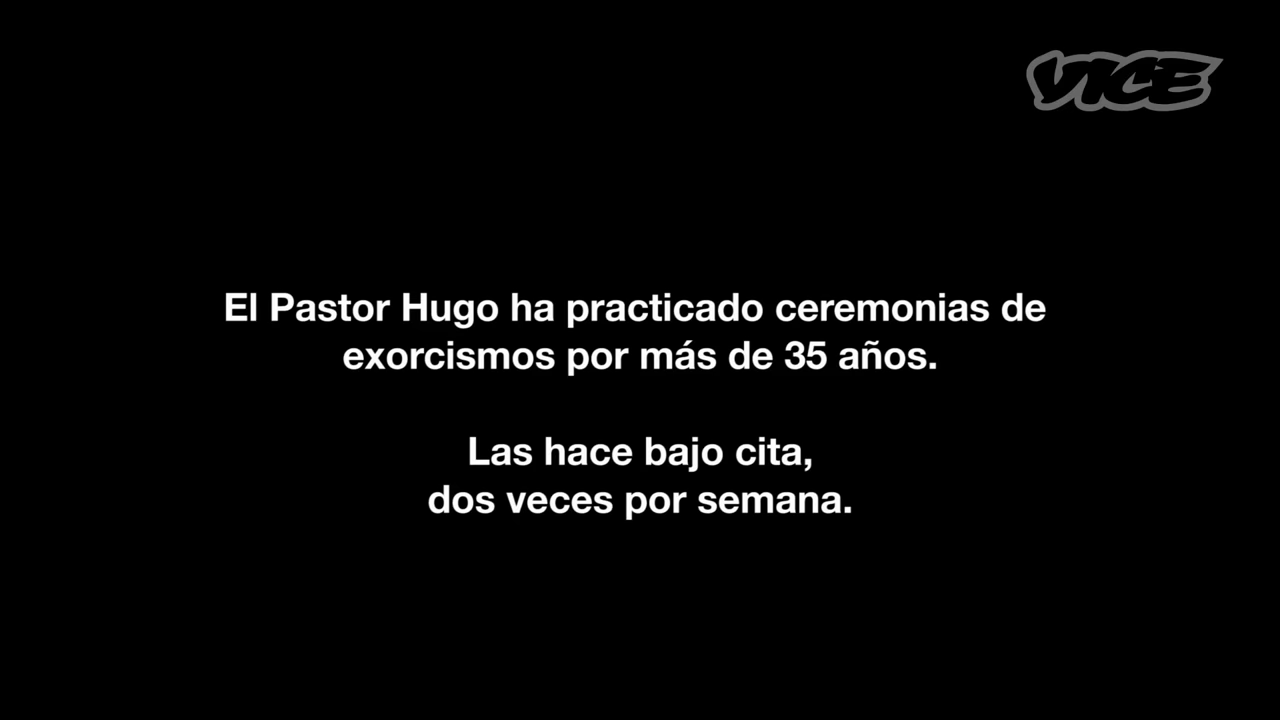 VICE
El Pastor Hugo ha practicado ceremonias de
exorcismos por más de 35 años.
Las hace bajo cita,
dos veces por semana.